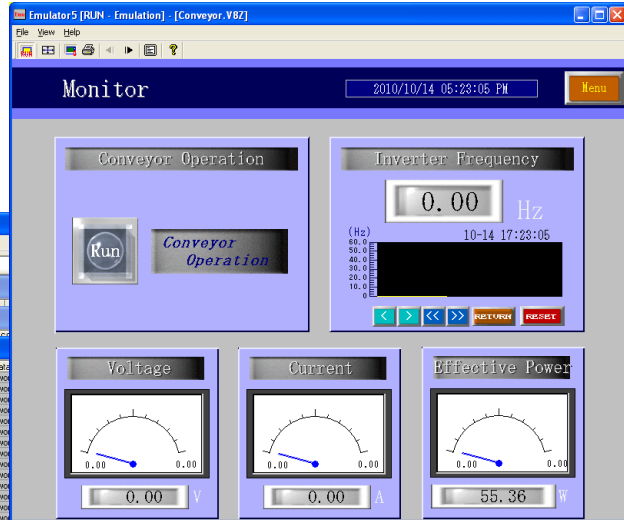 Emulator5 [RUN - Emulation] - [Conveyor.V8Z]
File View Help
Monitor
2010/10/14 05:23:05 PM
Menu
Conveyor Operation
Run
Conveyor
Operation
Inverter Frequency
0.00
Hz
(Hz)
10-14 17:23:05
60.0
50.0
40.0
30.0
20.0
10.0
0
< > << >> RETURN RESET
Voltage
0.00 0.00
0.00 V
Current
0.00 0.00
0.00 A
Effective Power
0.00 0.00
55.36 W